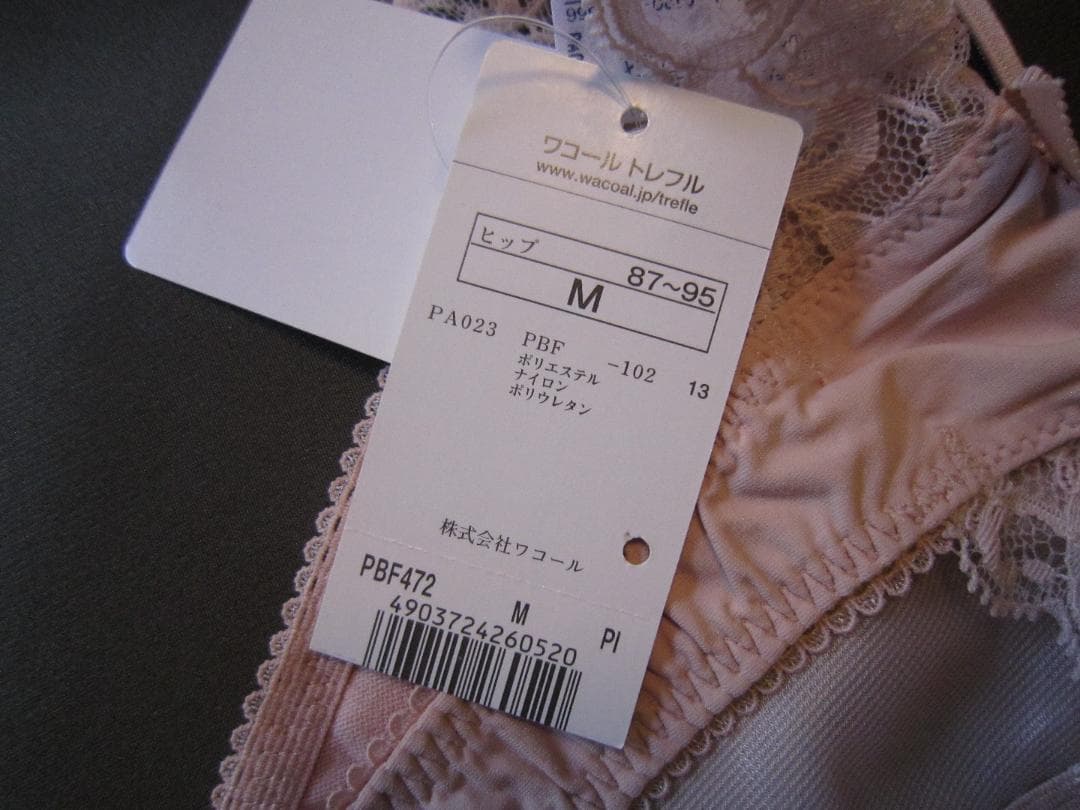 ワコール トレフル
www.wacoal.jp/trefle
ヒップ 87~95
M
PA023 PBF -102 13
ポリエステル
ナイロン
ポリウレタン
株式会社ワコール
PBF472 M PI
4903724260520